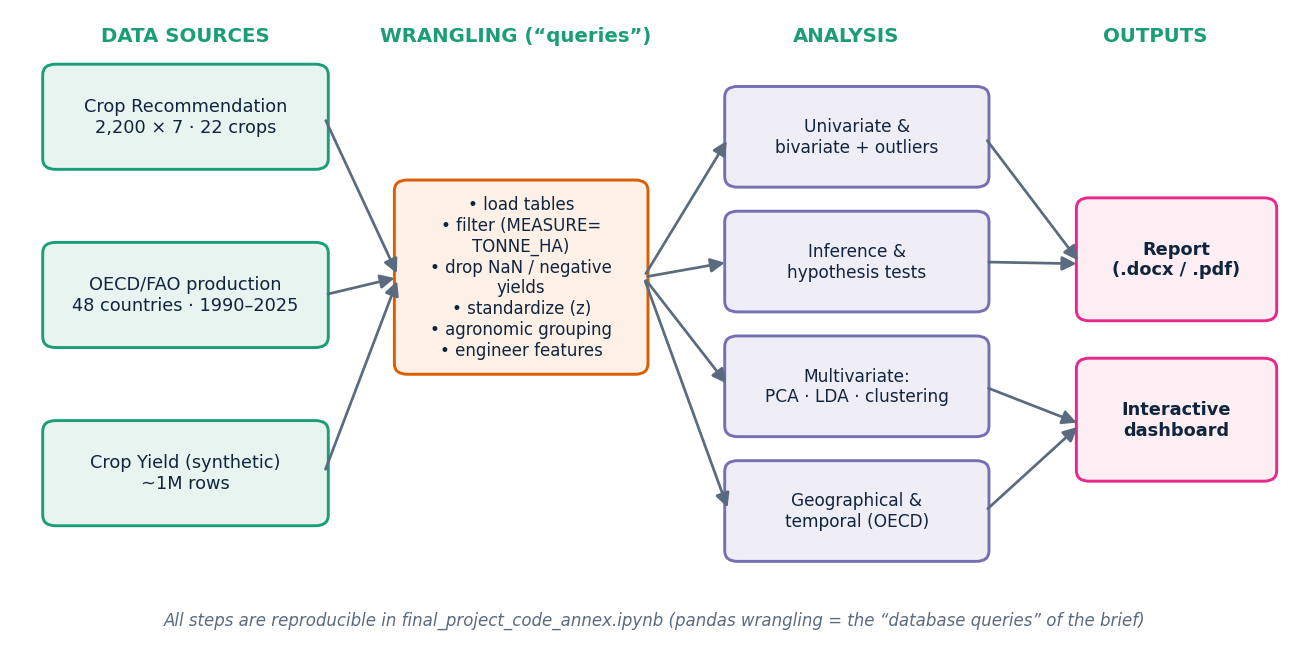 DATA SOURCES
WRANGLING (“queries”)
ANALYSIS
OUTPUTS
Crop Recommendation
2,200 × 7 · 22 crops
OECD/FAO production
48 countries · 1990–2025
Crop Yield (synthetic)
~1M rows
• load tables
• filter (MEASURE=
TONNE_HA)
• drop NaN / negative
yields
• standardize (z)
• agronomic grouping
• engineer features
Univariate &
bivariate + outliers
Inference &
hypothesis tests
Multivariate:
PCA · LDA · clustering
Geographical &
temporal (OECD)
Report
(.docx / .pdf)
Interactive
dashboard
All steps are reproducible in final_project_code_annex.ipynb (pandas wrangling = the “database queries” of the brief)